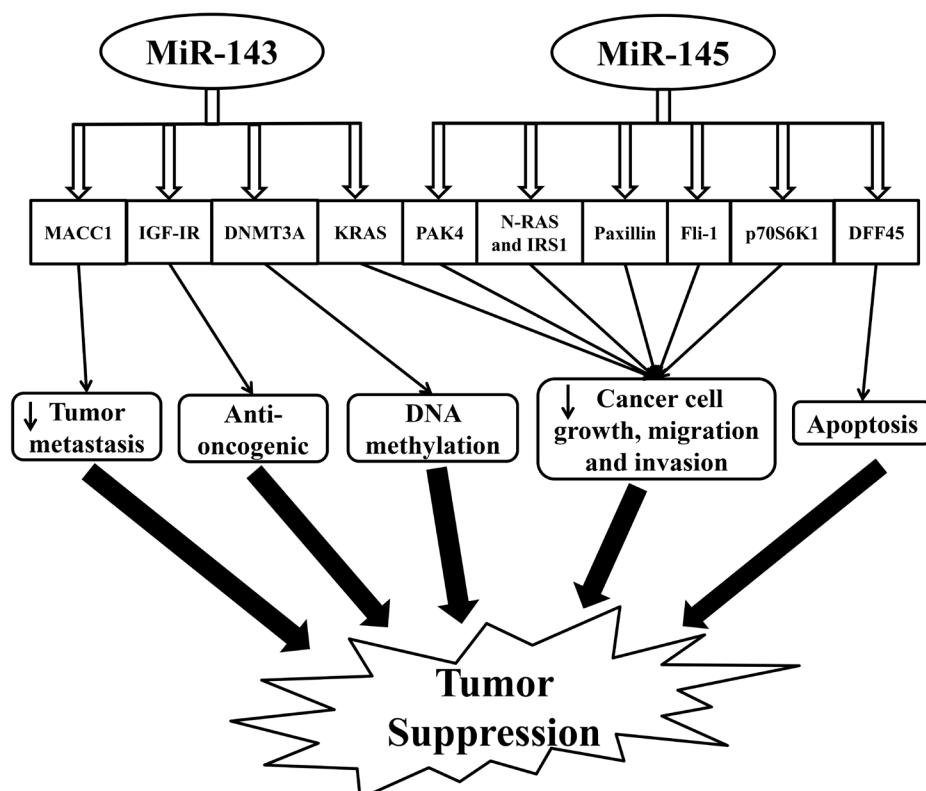 MiR-143
MiR-145
MACC1
IGF-IR
DNMT3A
KRAS
PAK4
N-RAS
and IRS1
Paxillin
Fli-1
p70S6K1
DFF45
↓ Tumor
metastasis
Anti-
oncogenic
DNA
methylation
↓ Cancer cell
growth, migration
and invasion
Apoptosis
Tumor
Suppression